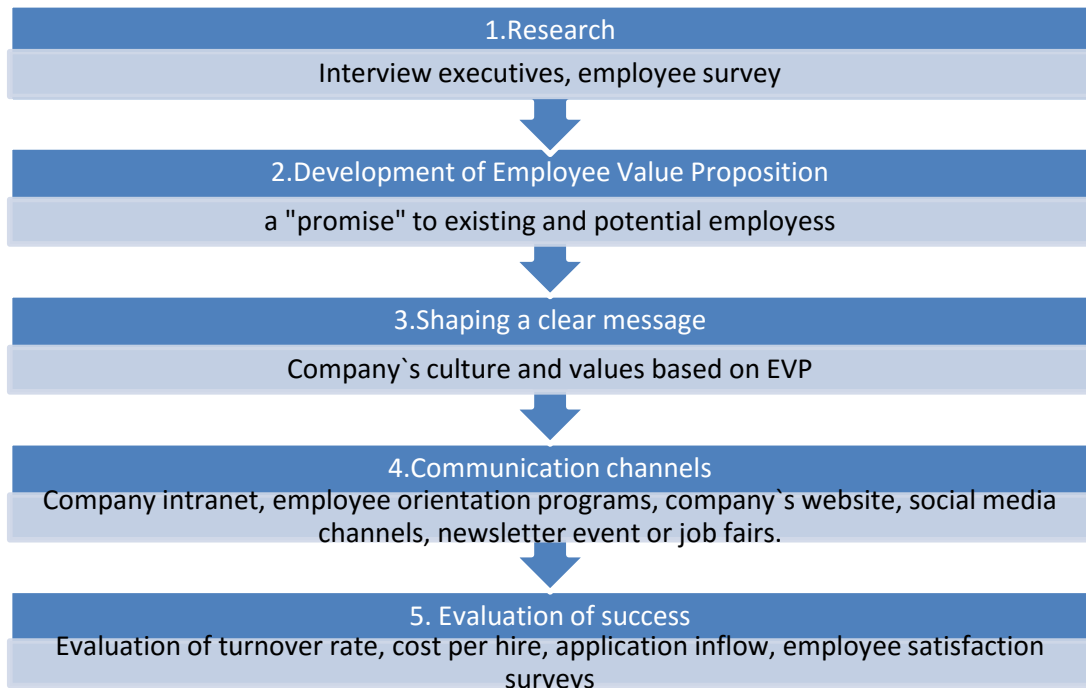 1.Research
Interview executives, employee survey
2.Development of Employee Value Proposition
a "promise" to existing and potential employess
3.Shaping a clear message
Company`s culture and values based on EVP
4.Communication channels
Company intranet, employee orientation programs, company`s website, social media
channels, newsletter event or job fairs.
5. Evaluation of success
Evaluation of turnover rate, cost per hire, application inflow, employee satisfaction
surveys